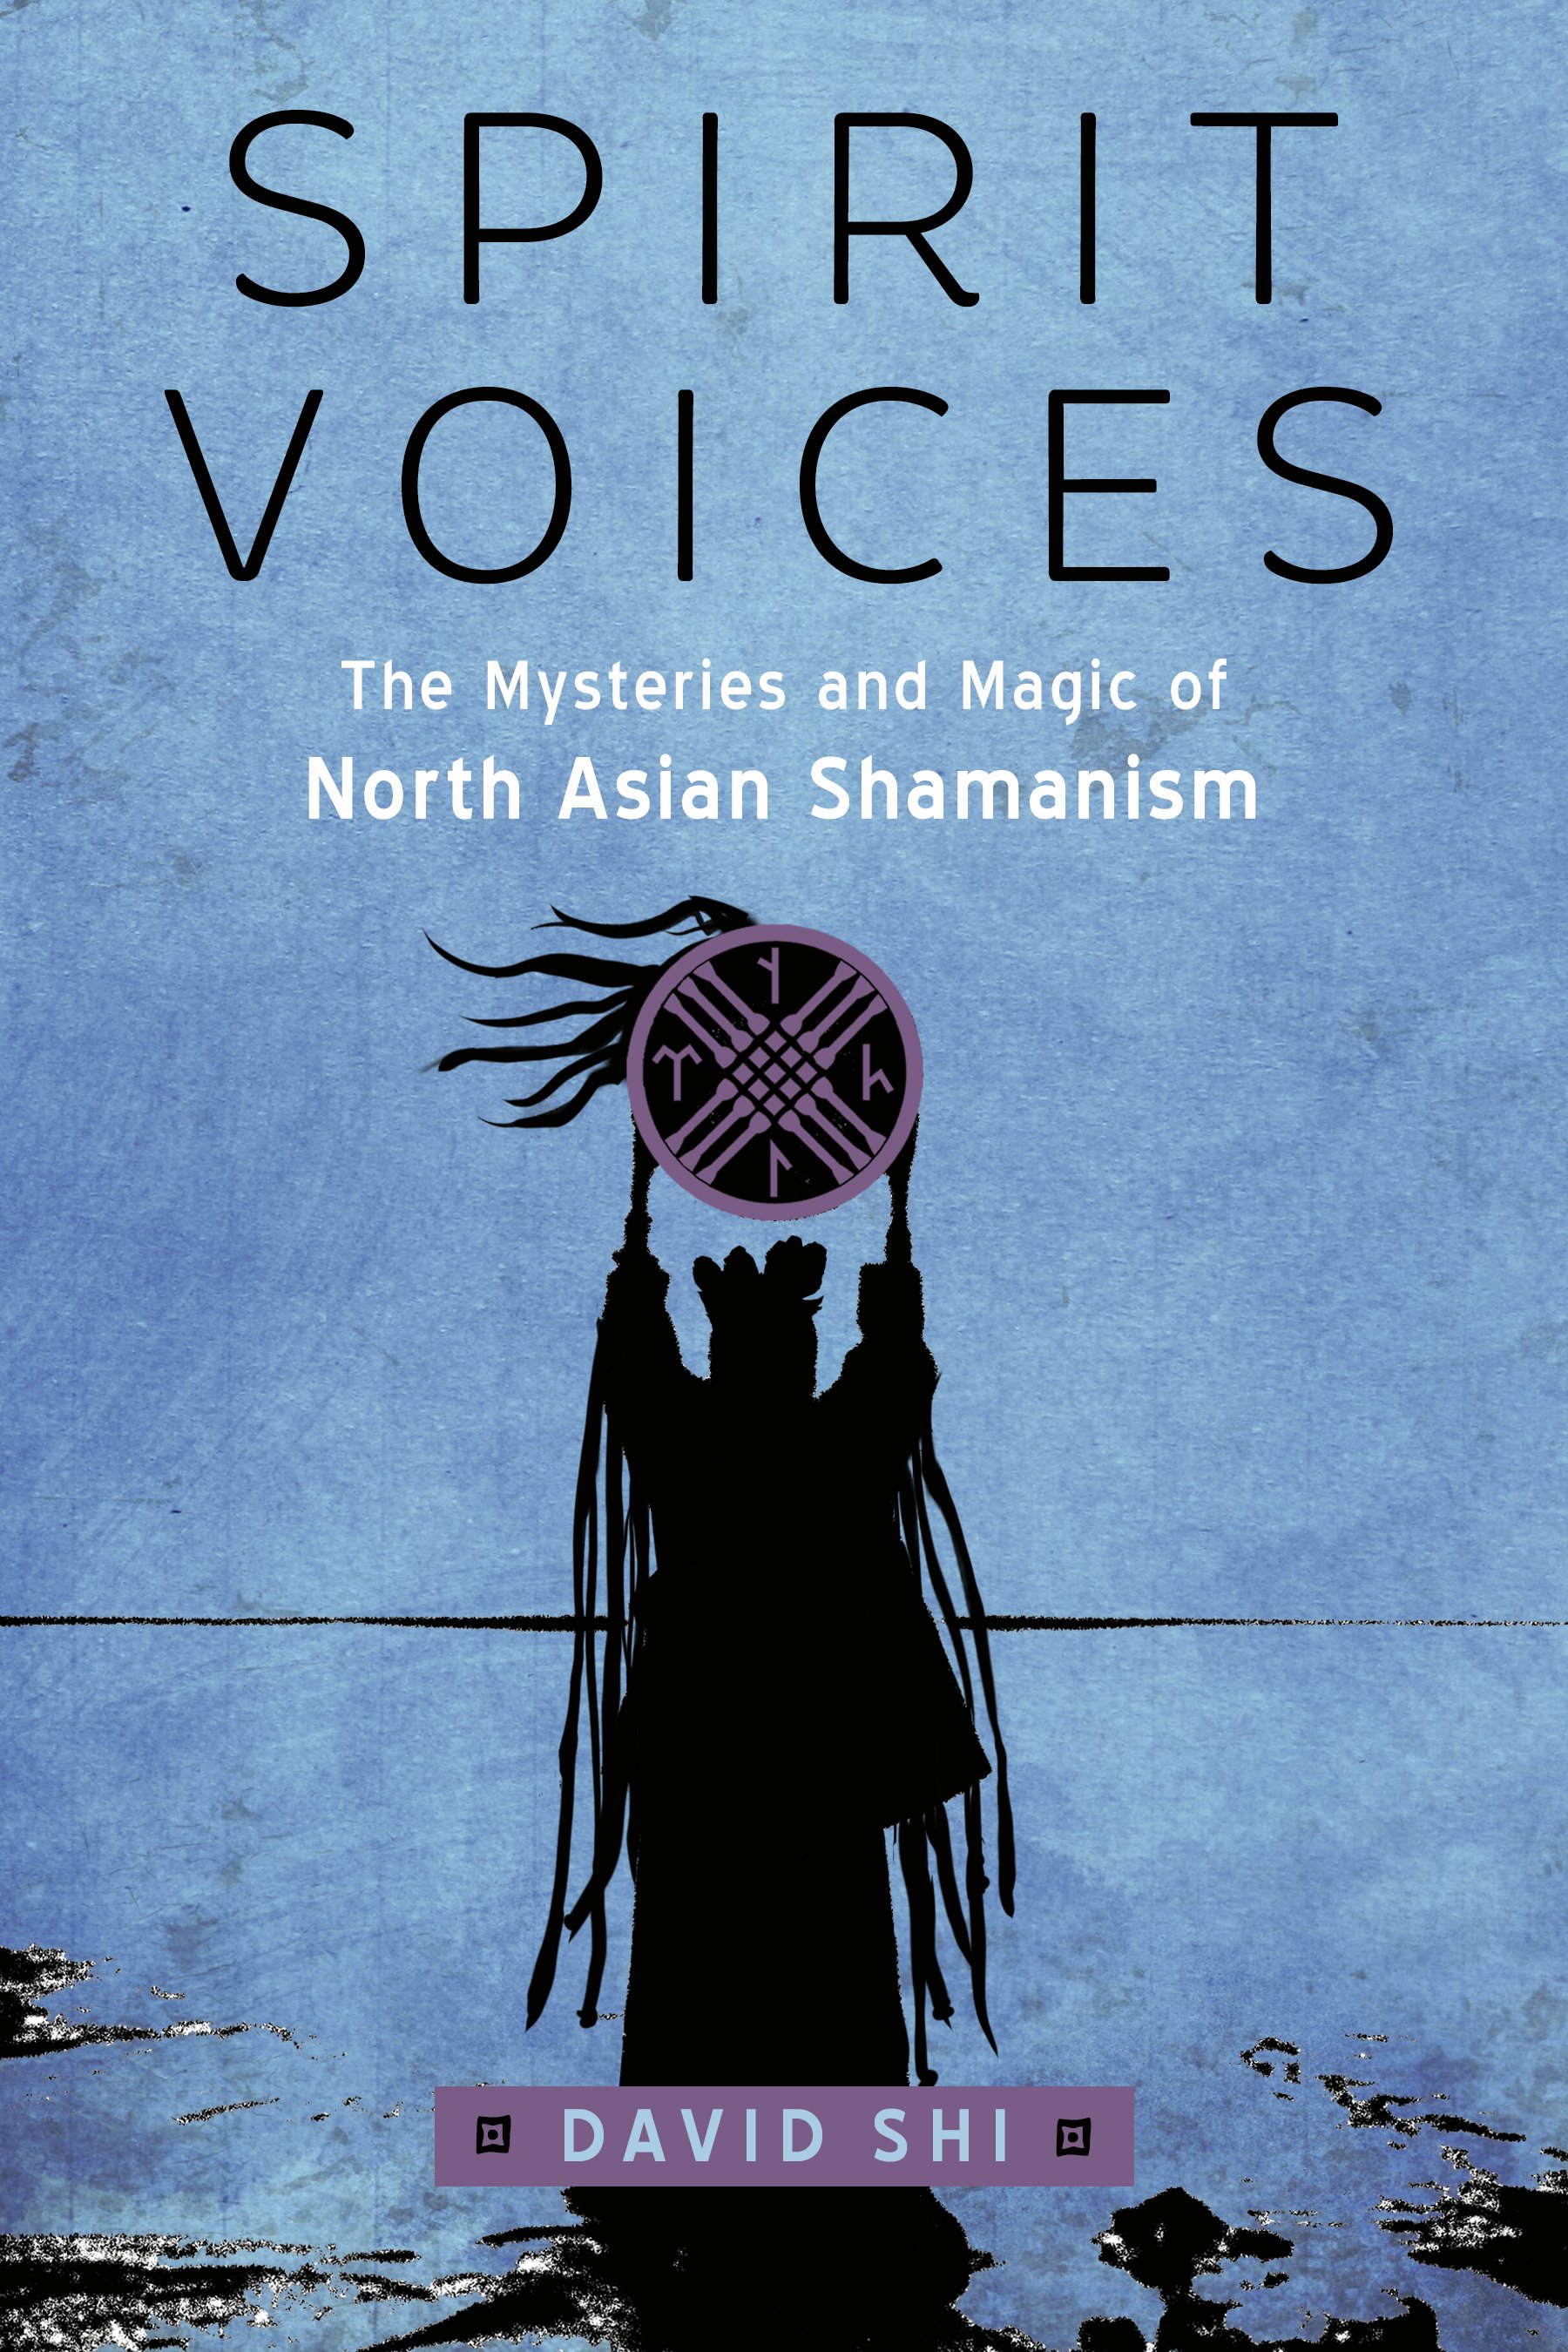 SPIRIT
VOICES
The Mysteries and Magic of
North Asian Shamanism
DAVID SHI